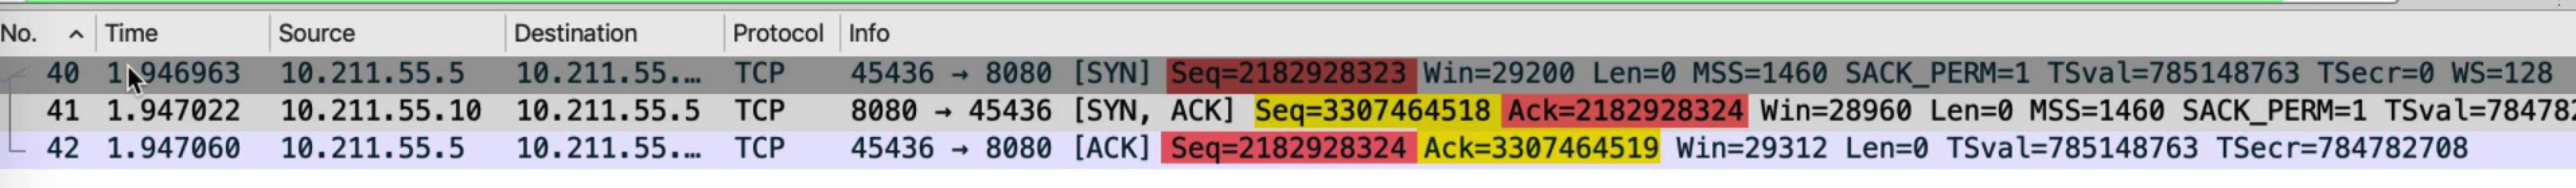 No. Time Source Destination Protocol Info
40 1.946963 10.211.55.5 10.211.55.… TCP 45436 → 8080 [SYN] Seq=2182928323 Win=29200 Len=0 MSS=1460 SACK_PERM=1 TSval=785148763 TSecr=0 WS=128
41 1.947022 10.211.55.10 10.211.55.5 TCP 8080 → 45436 [SYN, ACK] Seq=3307464518 Ack=2182928324 Win=28960 Len=0 MSS=1460 SACK_PERM=1 TSval=784782
42 1.947060 10.211.55.5 10.211.55.… TCP 45436 → 8080 [ACK] Seq=2182928324 Ack=3307464519 Win=29312 Len=0 TSval=785148763 TSecr=784782708